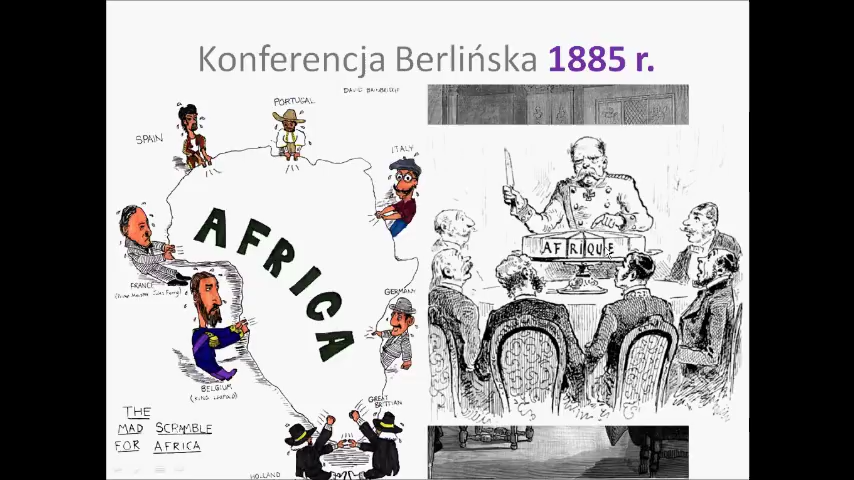 Konferencja Berlińska 1885 r.
DAVID BAINBRIDGE
PORTUGAL
SPAIN
ITALY
AFRICA
AFRIQUE
FRANCE
GERMANY
BELGIUM
(KING LEOPOLD)
GREAT
BRITIAN
THE
MAD SCRAMBLE
FOR AFRICA
HOLLAND